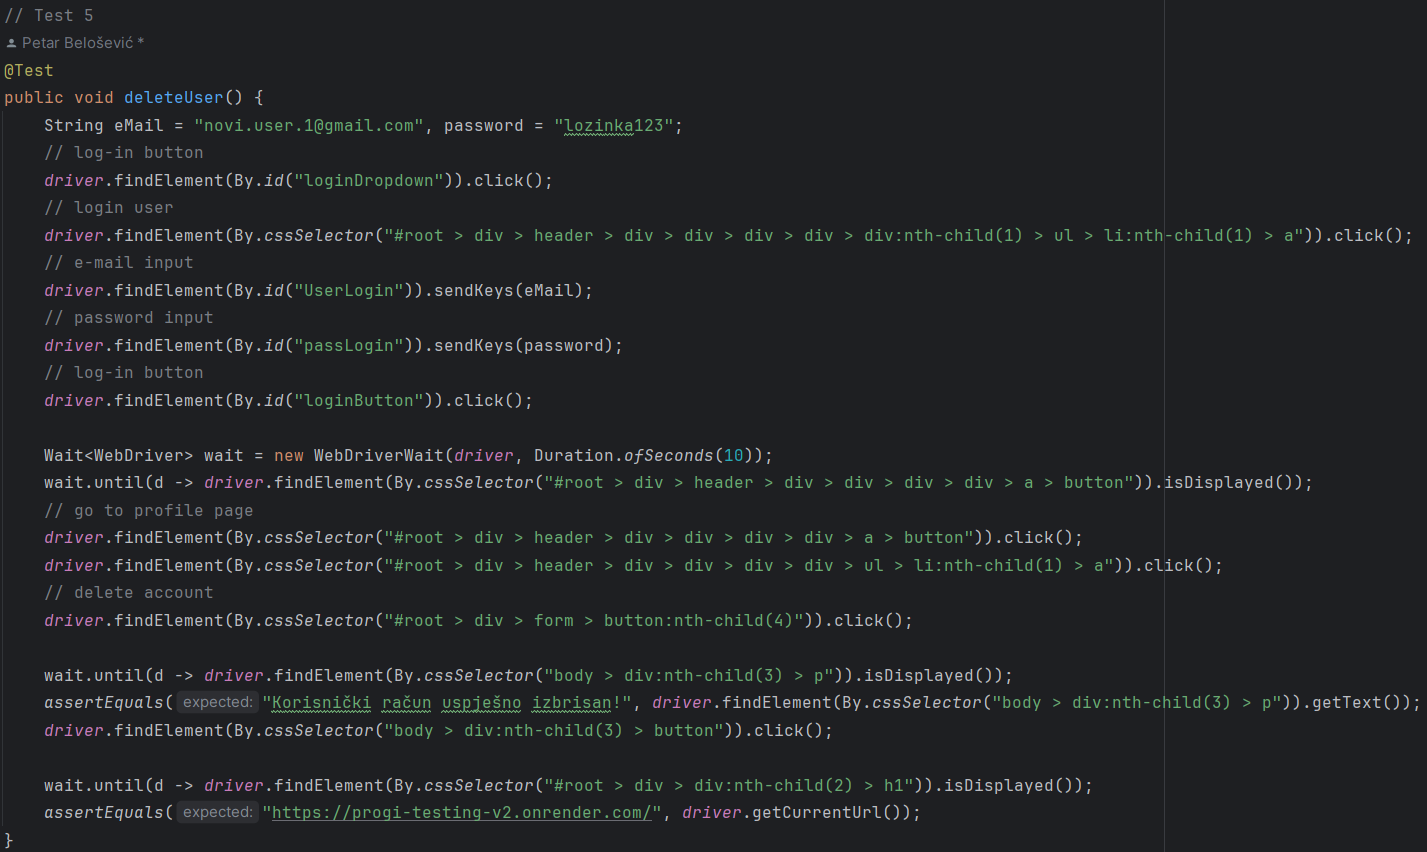 // Test 5
Petar Belošević *
@Test
public void deleteUser() {
    String eMail = "novi.user.1@gmail.com", password = "lozinka123";
    // log-in button
    driver.findElement(By.id("loginDropdown")).click();
    // login user
    driver.findElement(By.cssSelector("#root > div > header > div > div > div > div > div:nth-child(1) > ul > li:nth-child(1) > a")).click();
    // e-mail input
    driver.findElement(By.id("UserLogin")).sendKeys(eMail);
    // password input
    driver.findElement(By.id("passLogin")).sendKeys(password);
    // log-in button
    driver.findElement(By.id("loginButton")).click();

    Wait<WebDriver> wait = new WebDriverWait(driver, Duration.ofSeconds(10));
    wait.until(d -> driver.findElement(By.cssSelector("#root > div > header > div > div > div > div > a > button")).isDisplayed());
    // go to profile page
    driver.findElement(By.cssSelector("#root > div > header > div > div > div > div > a > button")).click();
    driver.findElement(By.cssSelector("#root > div > header > div > div > div > div > ul > li:nth-child(1) > a")).click();
    // delete account
    driver.findElement(By.cssSelector("#root > div > form > button:nth-child(4)")).click();

    wait.until(d -> driver.findElement(By.cssSelector("body > div:nth-child(3) > p")).isDisplayed());
    assertEquals( expected: "Korisnički račun uspješno izbrisan!", driver.findElement(By.cssSelector("body > div:nth-child(3) > p")).getText());
    driver.findElement(By.cssSelector("body > div:nth-child(3) > button")).click();

    wait.until(d -> driver.findElement(By.cssSelector("#root > div > div:nth-child(2) > h1")).isDisplayed());
    assertEquals( expected: "https://progi-testing-v2.onrender.com/", driver.getCurrentUrl());
}